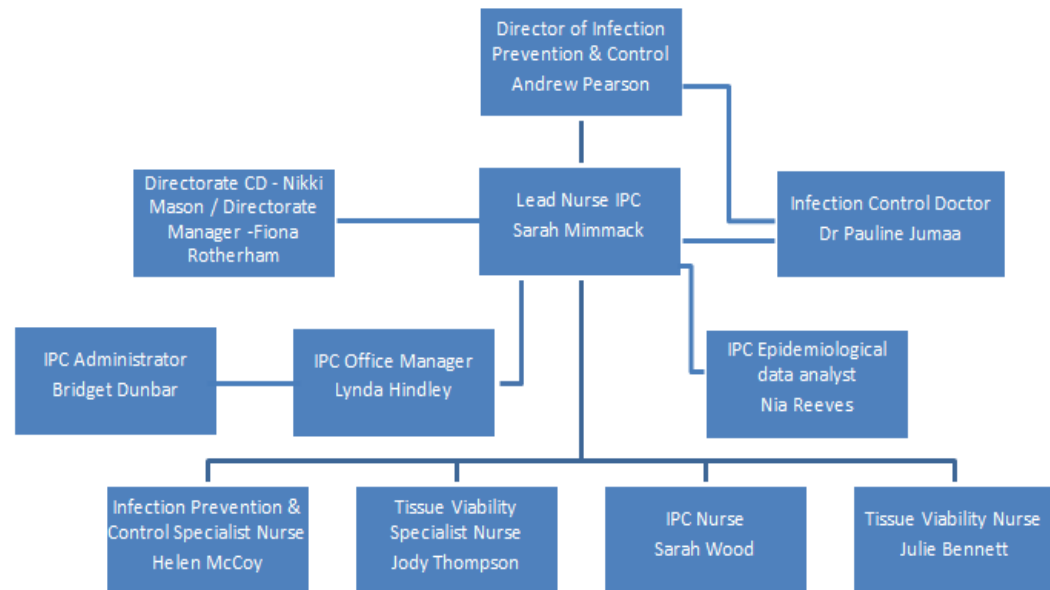 Director of Infection
Prevention & Control
Andrew Pearson
Directorate CD - Nikki
Mason / Directorate
Manager -Fiona
Rotherham
Lead Nurse IPC
Sarah Mimmack
Infection Control Doctor
Dr Pauline Jumaa
IPC Administrator
Bridget Dunbar
IPC Office Manager
Lynda Hindley
IPC Epidemiological
data analyst
Nia Reeves
Infection Prevention &
Control Specialist Nurse
Helen McCoy
Tissue Viability
Specialist Nurse
Jody Thompson
IPC Nurse
Sarah Wood
Tissue Viability Nurse
Julie Bennett